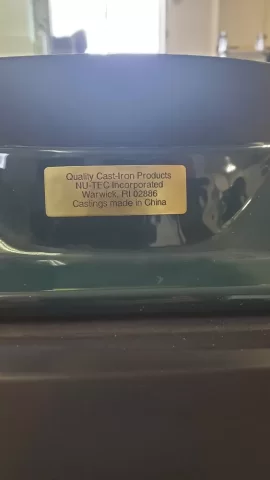 Quality Cast-Iron Products
NU-TEC Incorporated
Warwick, RI 02886
Castings made in China